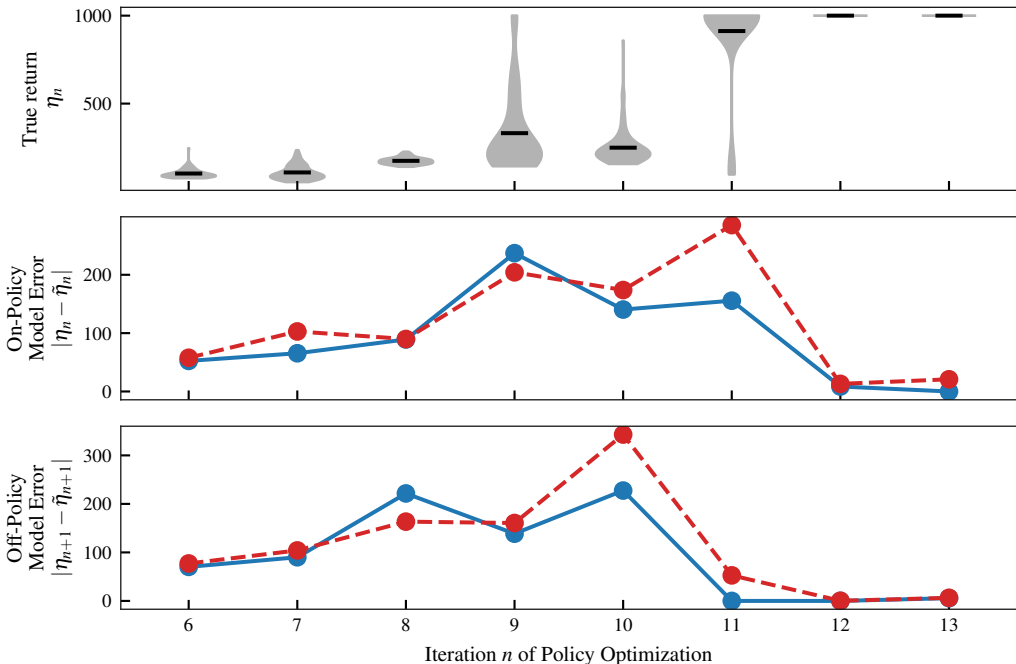 True return
η_n
1000
500
On-Policy
Model Error
|η_n − η̃_n|
200
100
0
Off-Policy
Model Error
|η_{n+1} − η̃_{n+1}|
300
200
100
0
6 7 8 9 10 11 12 13
Iteration n of Policy Optimization